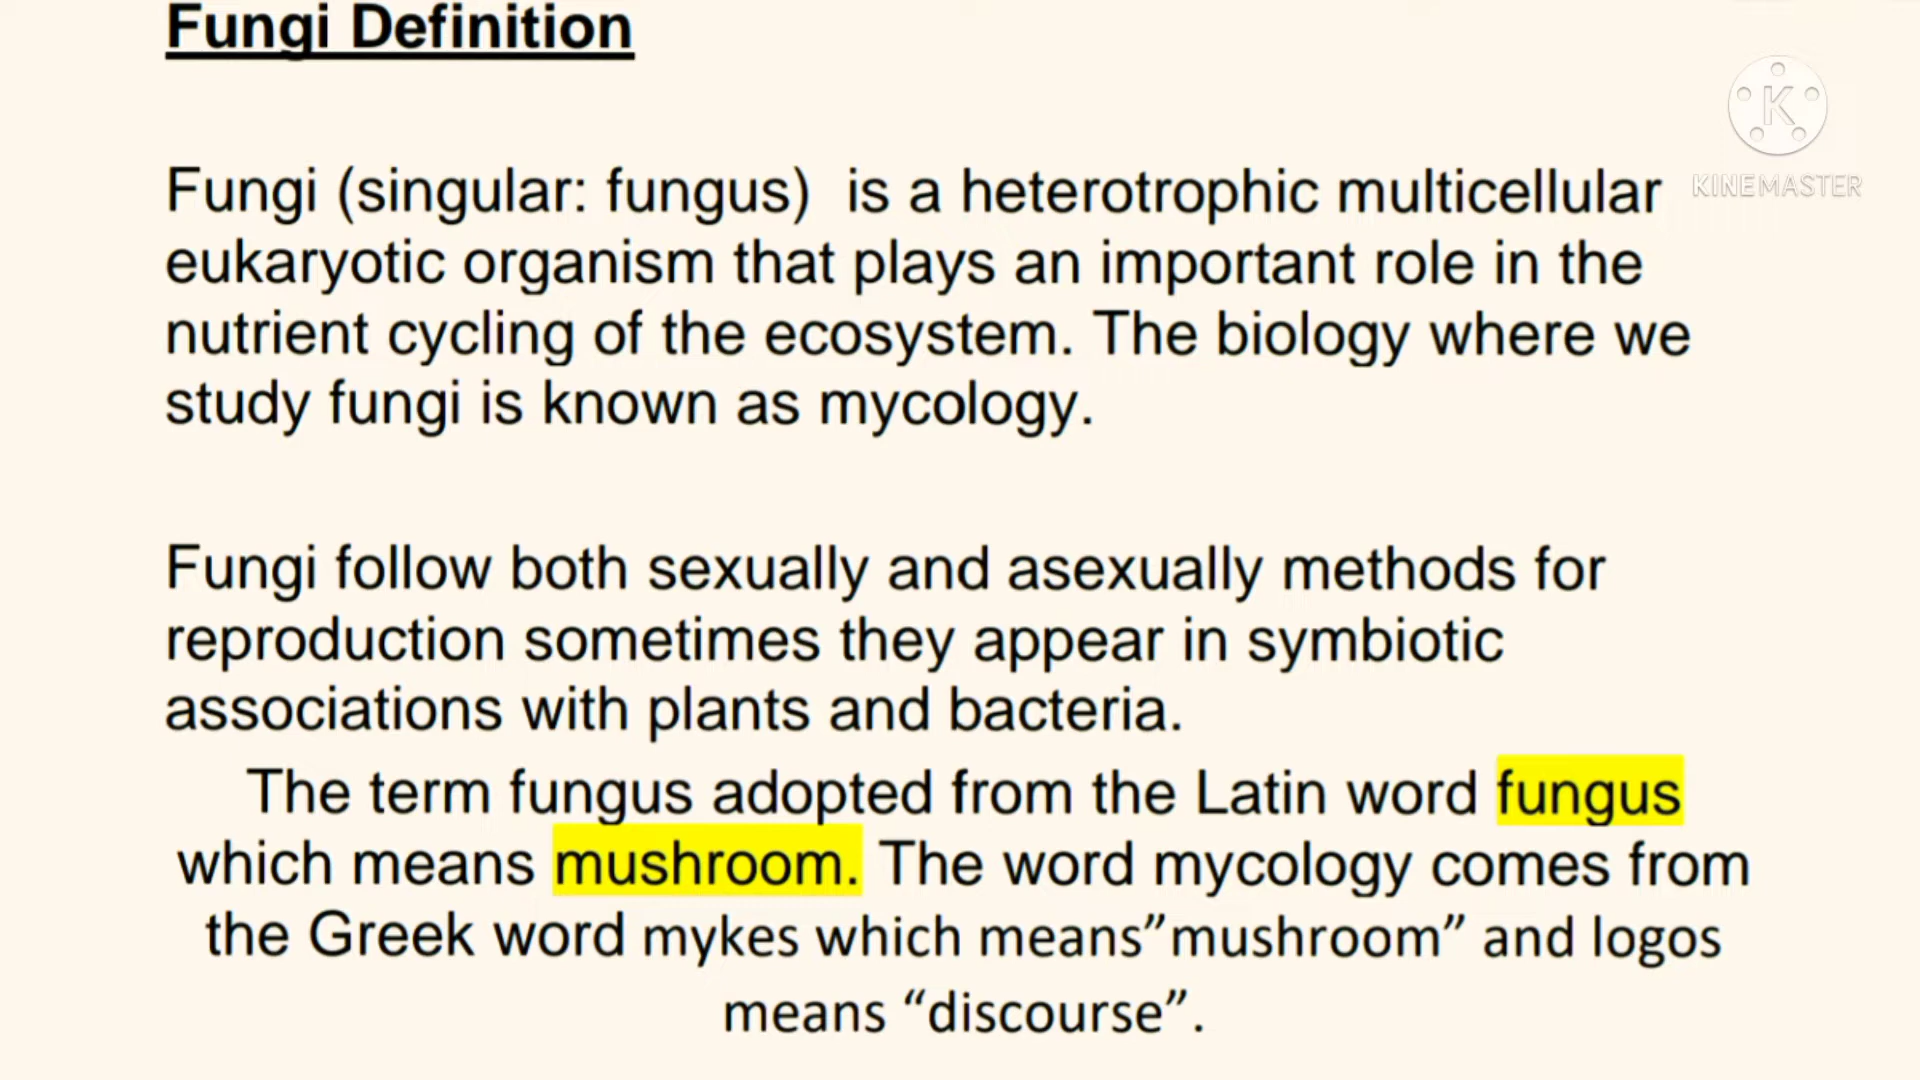 Fungi Definition
K
KINEMASTER
Fungi (singular: fungus)  is a heterotrophic multicellular
eukaryotic organism that plays an important role in the
nutrient cycling of the ecosystem. The biology where we
study fungi is known as mycology.
Fungi follow both sexually and asexually methods for
reproduction sometimes they appear in symbiotic
associations with plants and bacteria.
The term fungus adopted from the Latin word fungus
which means mushroom. The word mycology comes from
the Greek word mykes which means”mushroom” and logos
means “discourse”.